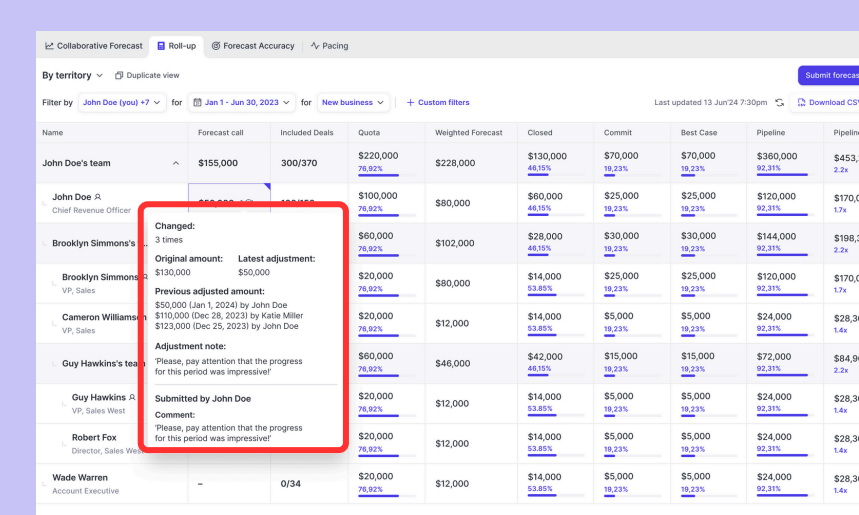 Collaborative Forecast Roll-up Forecast Accuracy Pacing
By territory Duplicate view Submit forecas
Filter by John Doe (you) +7 for Jan 1 - Jun 30, 2023 for New business + Custom filters Last updated 13 Jun'24 7:30pm Download CSV
Name Forecast call Included Deals Quota Weighted Forecast Closed Commit Best Case Pipeline Pipeline
John Doe's team $155,000 300/370 $220,000 $228,000 $130,000 $70,000 $70,000 $360,000 $453,
76,92% 46,15% 19,23% 19,23% 92,31% 2.2x
John Doe $100,000 $80,000 $60,000 $25,000 $25,000 $120,000 $170,0
Chief Revenue Officer 76,92% 46,15% 19,23% 19,23% 92,31% 1.7x
Brooklyn Simmons's ... $60,000 $102,000 $28,000 $30,000 $30,000 $144,000 $198,3
76,92% 46,15% 19,23% 19,23% 92,31% 2.2x
Brooklyn Simmons $20,000 $80,000 $14,000 $25,000 $25,000 $120,000 $170,0
VP, Sales 76,92% 53.85% 19,23% 19,23% 92,31% 1.7x
Cameron Williamson $20,000 $12,000 $14,000 $5,000 $5,000 $24,000 $28,30
VP, Sales 76,92% 53.85% 19,23% 19,23% 92,31% 1.4x
Guy Hawkins's team $60,000 $46,000 $42,000 $15,000 $15,000 $72,000 $84,90
76,92% 46,15% 19,23% 19,23% 92,31% 2.2x
Guy Hawkins $20,000 $12,000 $14,000 $5,000 $5,000 $24,000 $28,30
VP, Sales West 76,92% 53.85% 19,23% 19,23% 92,31% 1.4x
Robert Fox $20,000 $12,000 $14,000 $5,000 $5,000 $24,000 $28,30
Director, Sales Wes 76,92% 53.85% 19,23% 19,23% 92,31% 1.4x
Wade Warren – 0/34 $20,000 $12,000 $14,000 $5,000 $5,000 $24,000 $28,30
Account Executive 76,92% 53.85% 19,23% 19,23% 92,31% 1.4x
Changed:
3 times
Original amount: Latest adjustment:
$130,000 $50,000
Previous adjusted amount:
$50,000 (Jan 1, 2024) by John Doe
$110,000 (Dec 28, 2023) by Katie Miller
$123,000 (Dec 25, 2023) by John Doe
Adjustment note:
'Please, pay attention that the progress
for this period was impressive!'
Submitted by John Doe
Comment:
'Please, pay attention that the progress
for this period was impressive!'